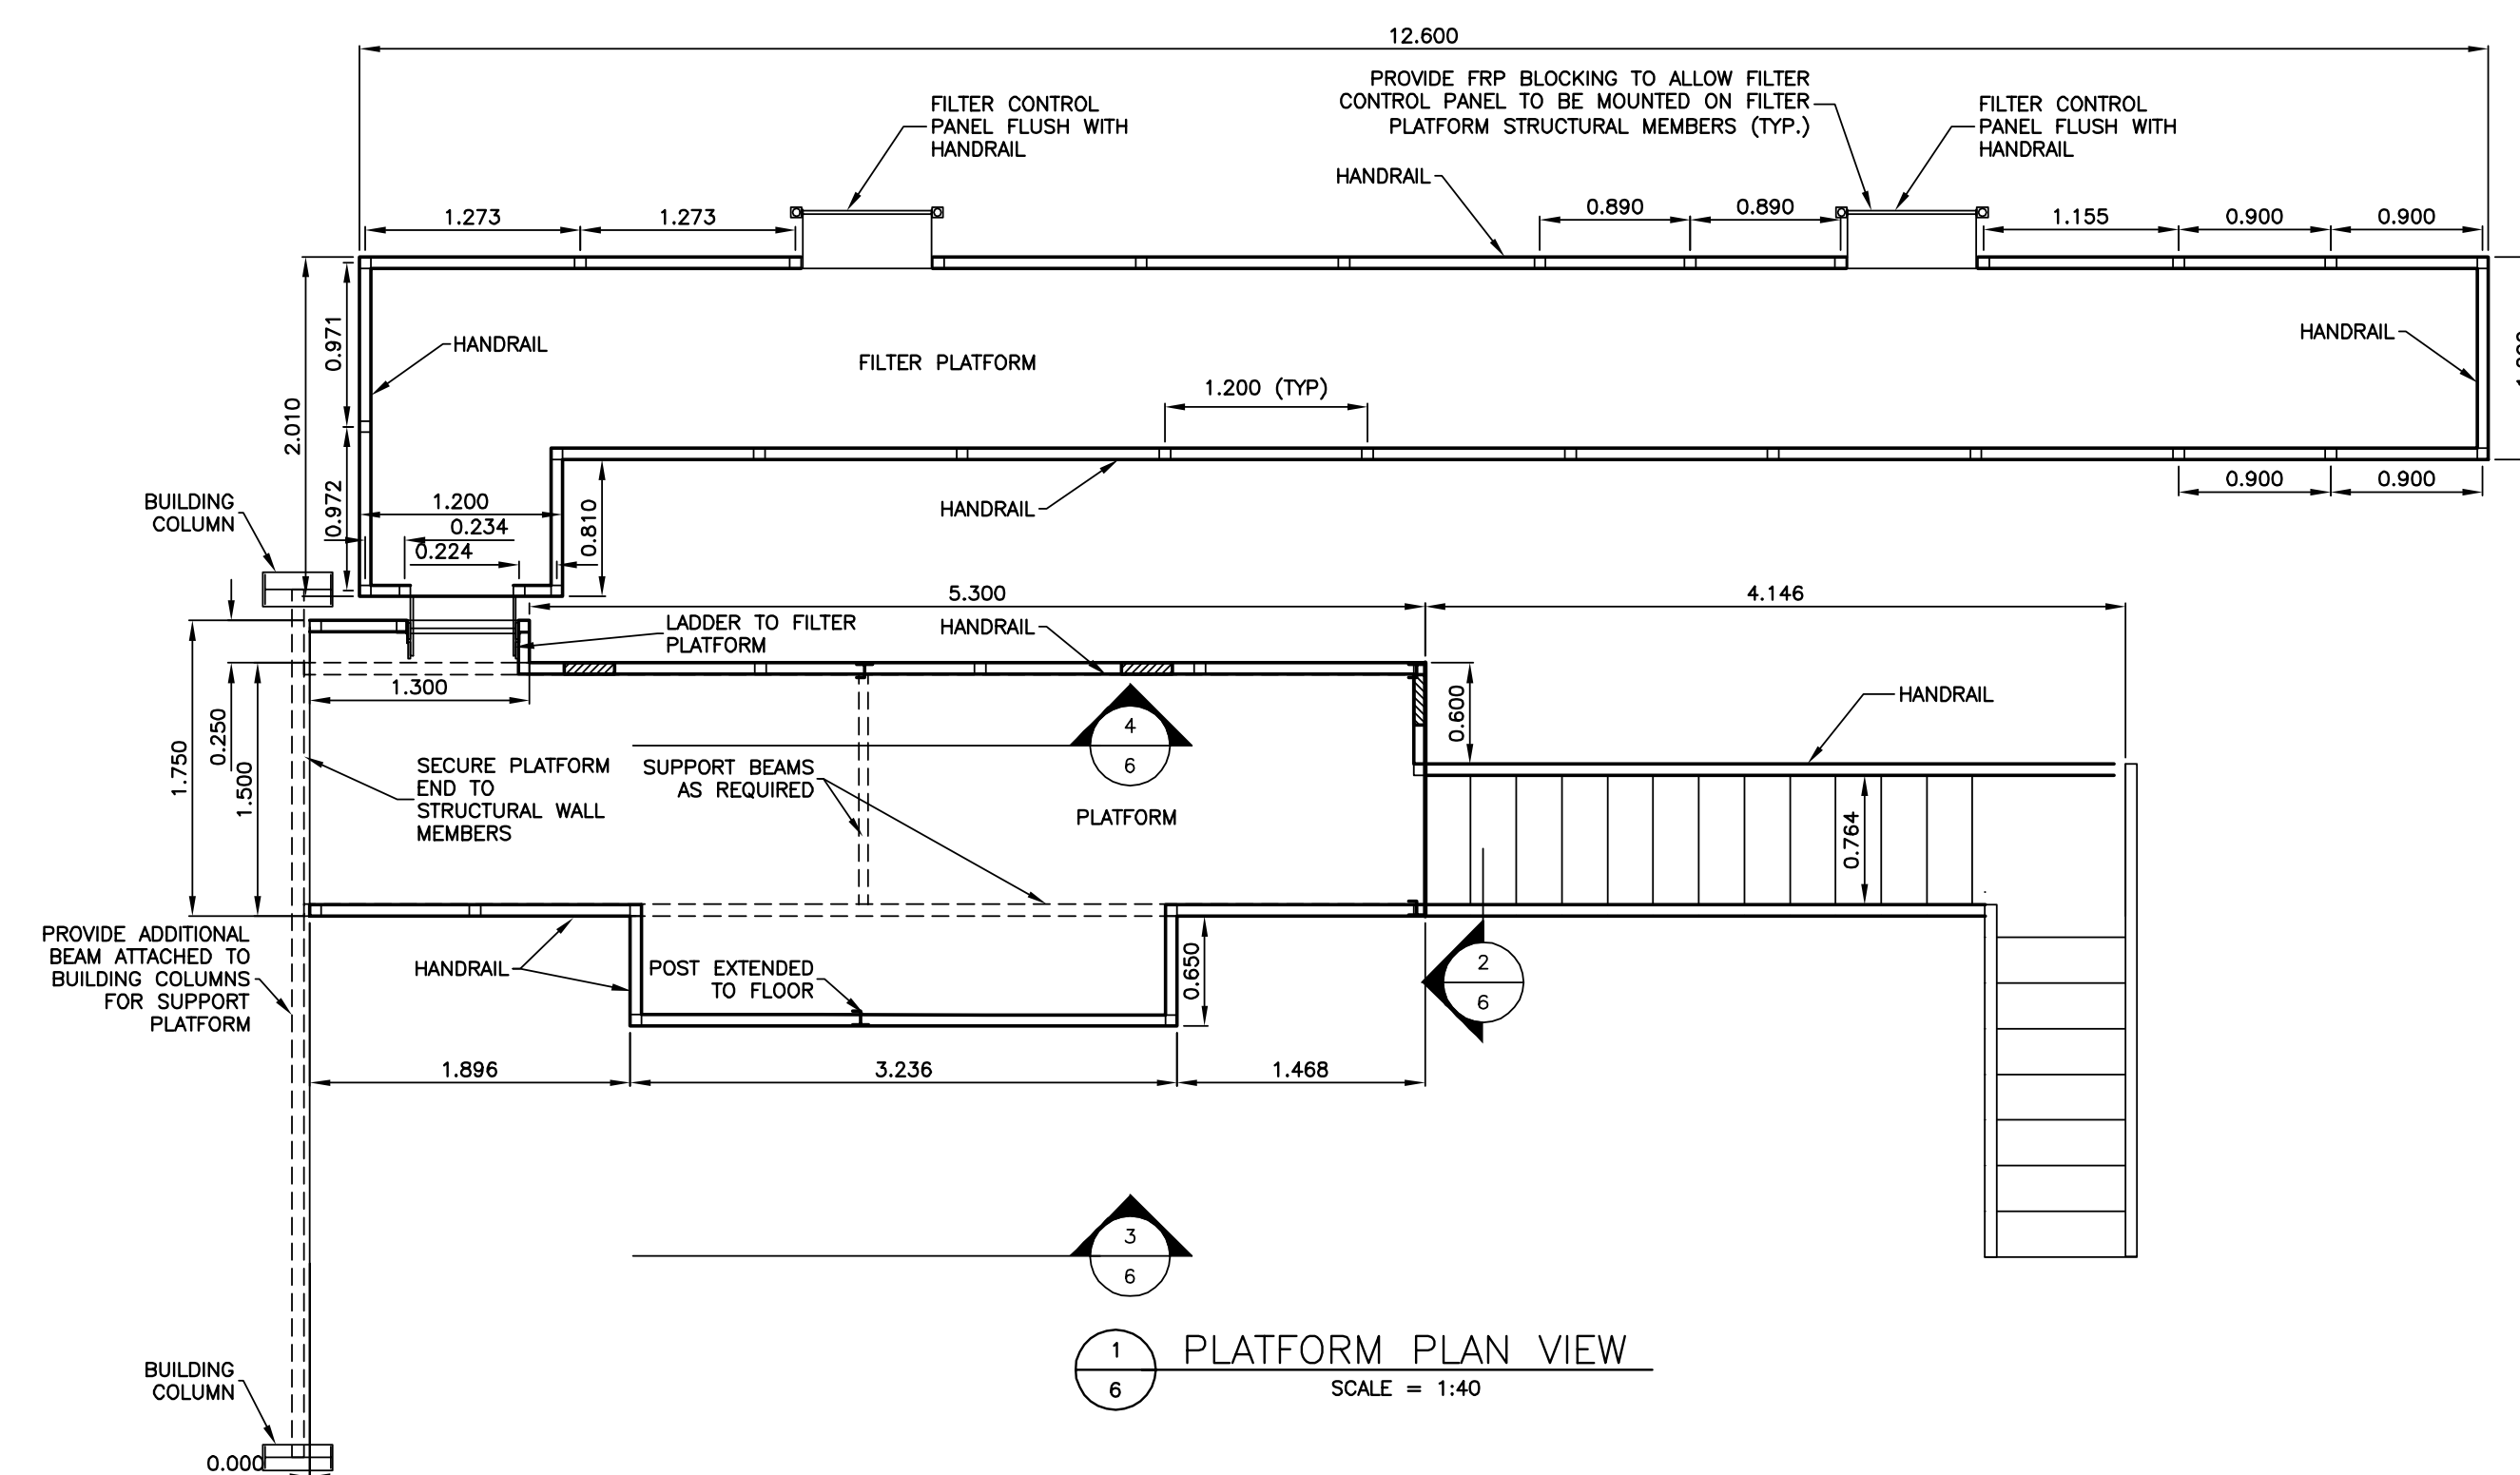 12.600
PROVIDE FRP BLOCKING TO ALLOW FILTER
CONTROL PANEL TO BE MOUNTED ON FILTER
PLATFORM STRUCTURAL MEMBERS (TYP.)
FILTER CONTROL
PANEL FLUSH WITH
HANDRAIL
FILTER CONTROL
PANEL FLUSH WITH
HANDRAIL
HANDRAIL
1.273
1.273
0.890
0.890
1.155
0.900
0.900
0.971
HANDRAIL
FILTER PLATFORM
HANDRAIL
1.200 (TYP)
2.010
0.972
1.200
0.234
0.224
0.810
HANDRAIL
0.900
0.900
BUILDING
COLUMN
5.300
4.146
LADDER TO FILTER
PLATFORM
HANDRAIL
1.300
0.250
1.750
1.500
0.600
HANDRAIL
4
6
SECURE PLATFORM
END TO
STRUCTURAL WALL
MEMBERS
SUPPORT BEAMS
AS REQUIRED
PLATFORM
0.764
PROVIDE ADDITIONAL
BEAM ATTACHED TO
BUILDING COLUMNS
FOR SUPPORT
PLATFORM
HANDRAIL
POST EXTENDED
TO FLOOR
0.650
2
6
1.896
3.236
1.468
3
6
1
6
PLATFORM PLAN VIEW
SCALE = 1:40
BUILDING
COLUMN
0.000